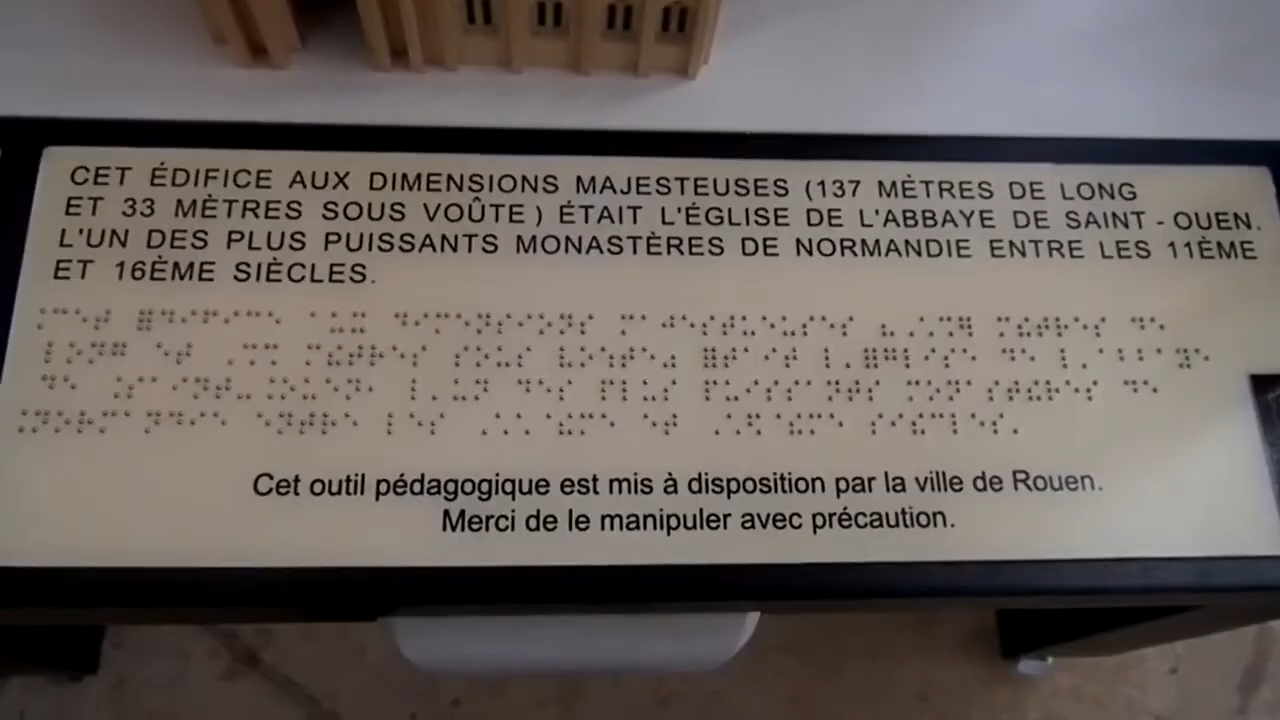 CET ÉDIFICE AUX DIMENSIONS MAJESTEUSES (137 MÈTRES DE LONG
ET 33 MÈTRES SOUS VOÛTE) ÉTAIT L'ÉGLISE DE L'ABBAYE DE SAINT-OUEN.
L'UN DES PLUS PUISSANTS MONASTÈRES DE NORMANDIE ENTRE LES 11ÈME
ET 16ÈME SIÈCLES.
Cet outil pédagogique est mis à disposition par la ville de Rouen.
Merci de le manipuler avec précaution.